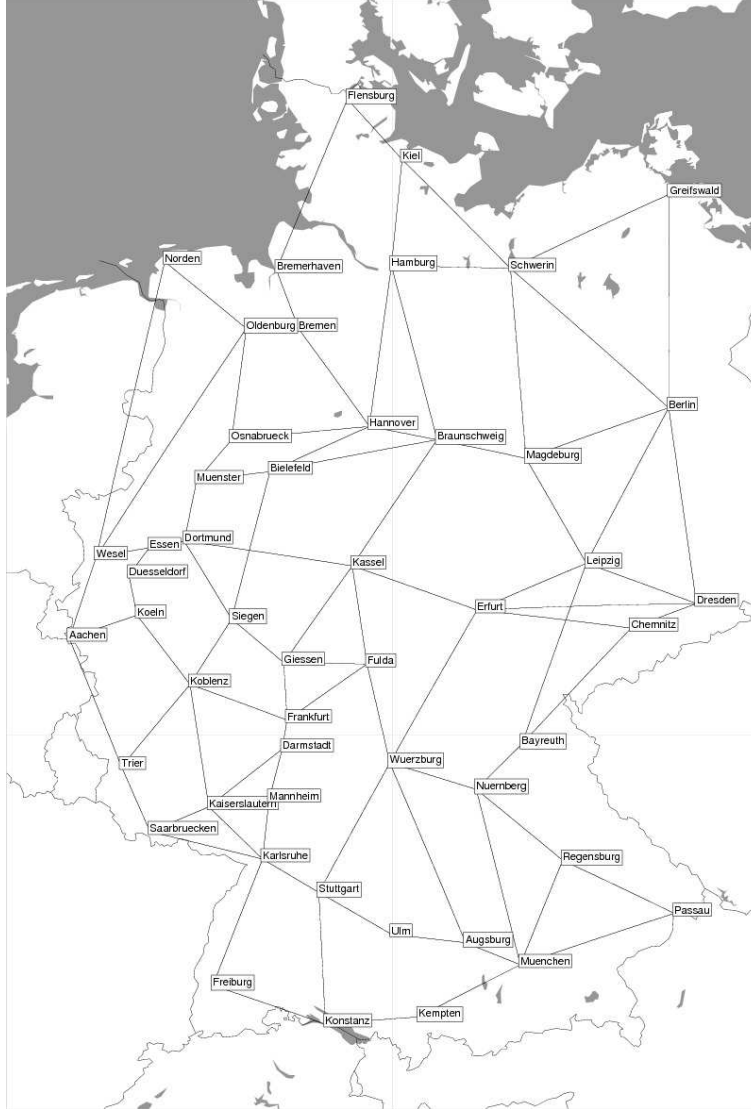 Flensburg
Kiel
Greifswald
Norden
Bremerhaven
Hamburg
Schwerin
Oldenburg
Bremen
Berlin
Hannover
Osnabrueck
Braunschweig
Magdeburg
Bielefeld
Muenster
Dortmund
Essen
Wesel
Duesseldorf
Kassel
Leipzig
Dresden
Erfurt
Koeln
Siegen
Chemnitz
Aachen
Giessen
Fulda
Koblenz
Frankfurt
Darmstadt
Bayreuth
Trier
Wuerzburg
Nuernberg
Mannheim
Kaiserslautern
Saarbruecken
Karlsruhe
Regensburg
Stuttgart
Passau
Ulm
Augsburg
Muenchen
Freiburg
Konstanz
Kempten